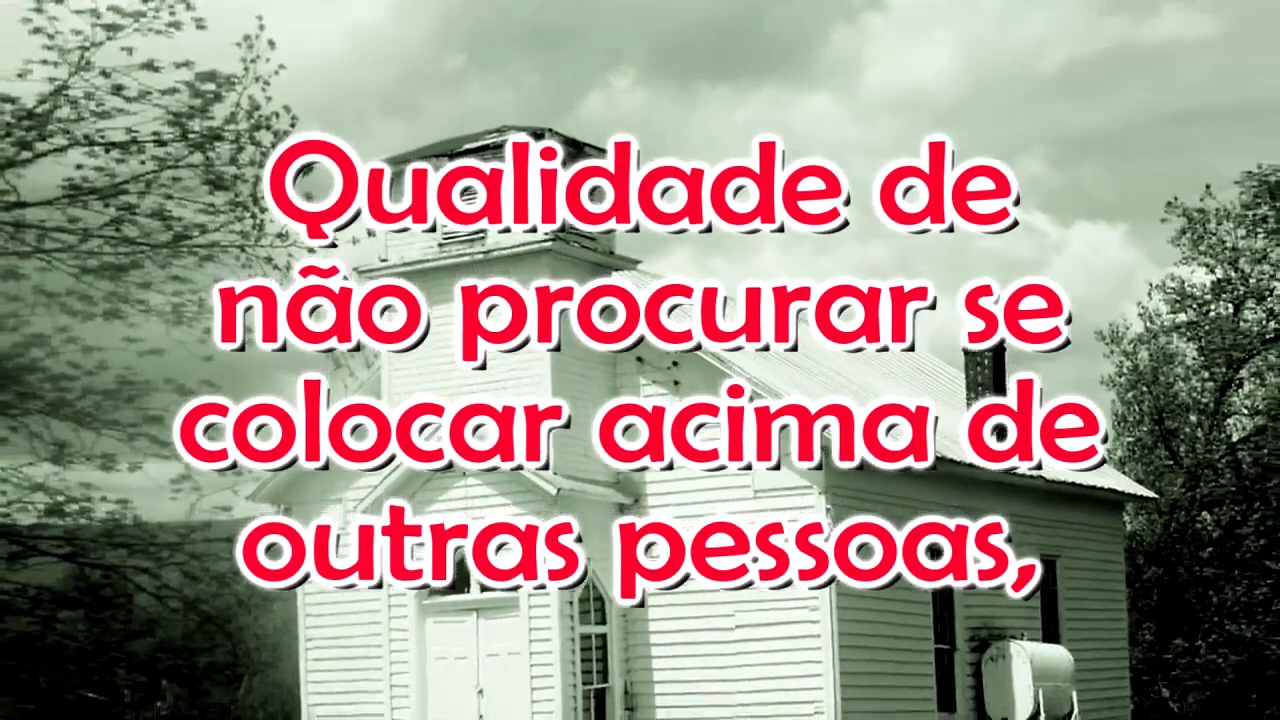 Qualidade de
não procurar se
colocar acima de
outras pessoas,